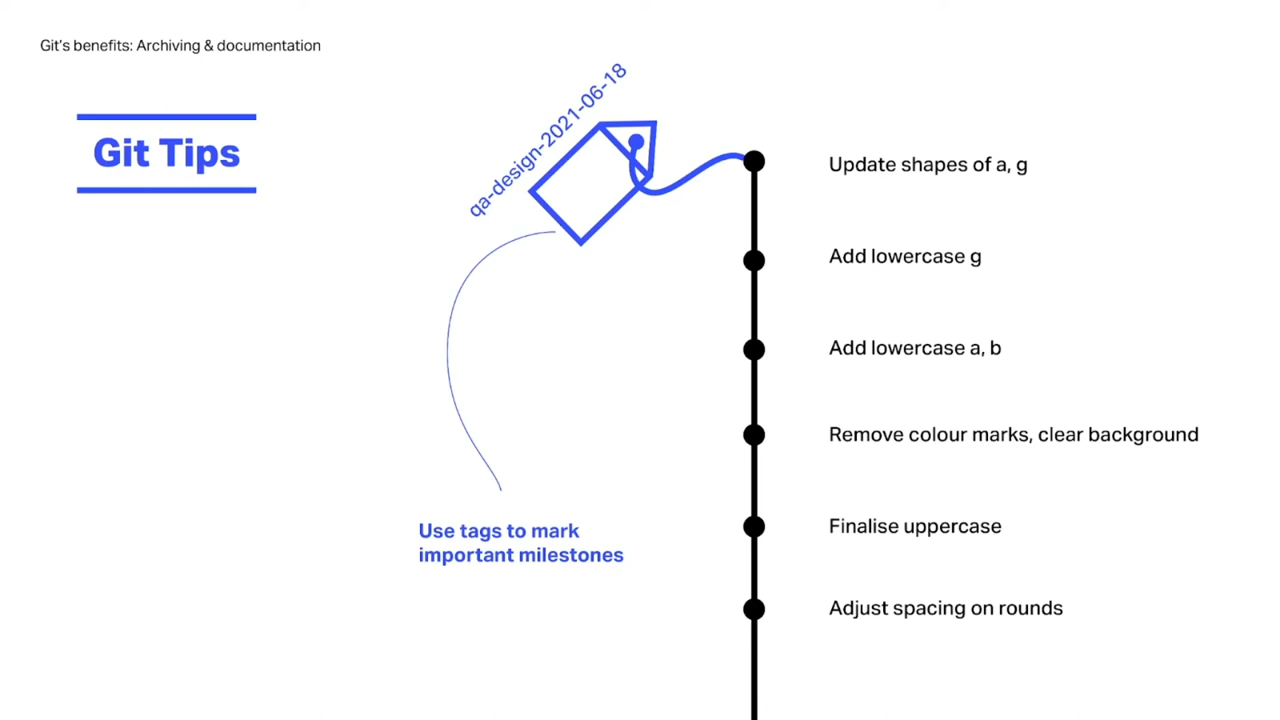 Git's benefits: Archiving & documentation
Git Tips
qa-design-2021-06-18
Update shapes of a, g
Add lowercase g
Add lowercase a, b
Remove colour marks, clear background
Finalise uppercase
Adjust spacing on rounds
Use tags to mark
important milestones